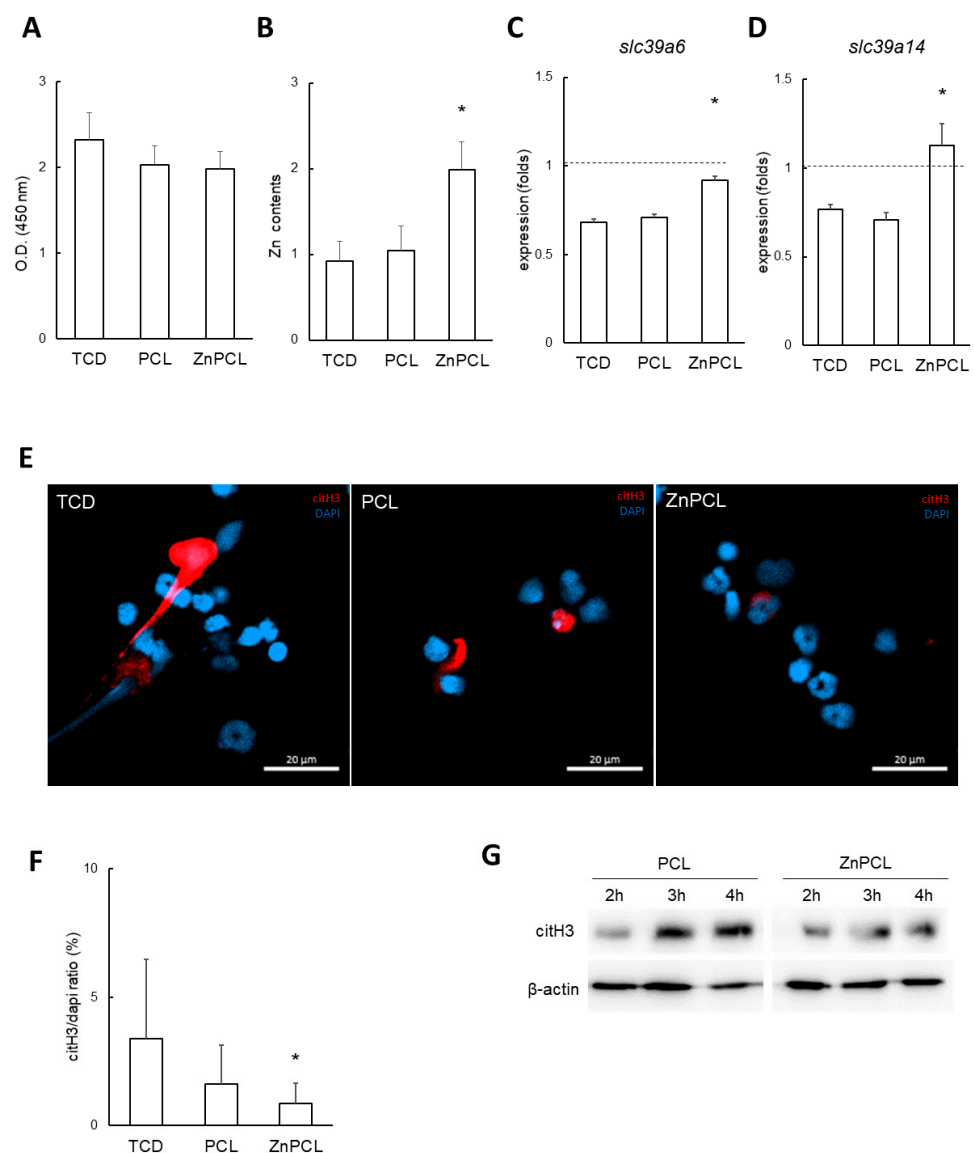 A
O.D. (450 nm)
3
2
1
0
TCD PCL ZnPCL
B
Zn contents
3
2
1
0
TCD PCL ZnPCL
*
C
slc39a6
expression (folds)
1.5
1
0.5
0
TCD PCL ZnPCL
*
D
slc39a14
expression (folds)
1.5
1
0.5
0
TCD PCL ZnPCL
*
E
TCD
citH3
DAPI
20 µm
PCL
citH3
DAPI
20 µm
ZnPCL
citH3
DAPI
20 µm
F
citH3/dapi ratio (%)
10
5
0
TCD PCL ZnPCL
*
G
PCL ZnPCL
2h 3h 4h 2h 3h 4h
citH3
β-actin